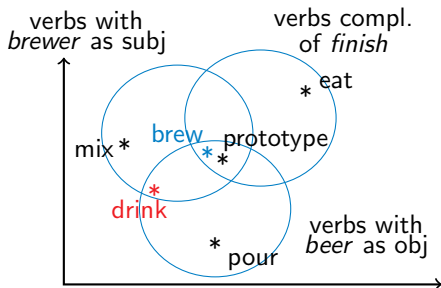 verbs with
brewer as subj
verbs compl.
of finish
* eat
brew
* prototype
mix *
*
*
drink
verbs with
beer as obj
*
pour